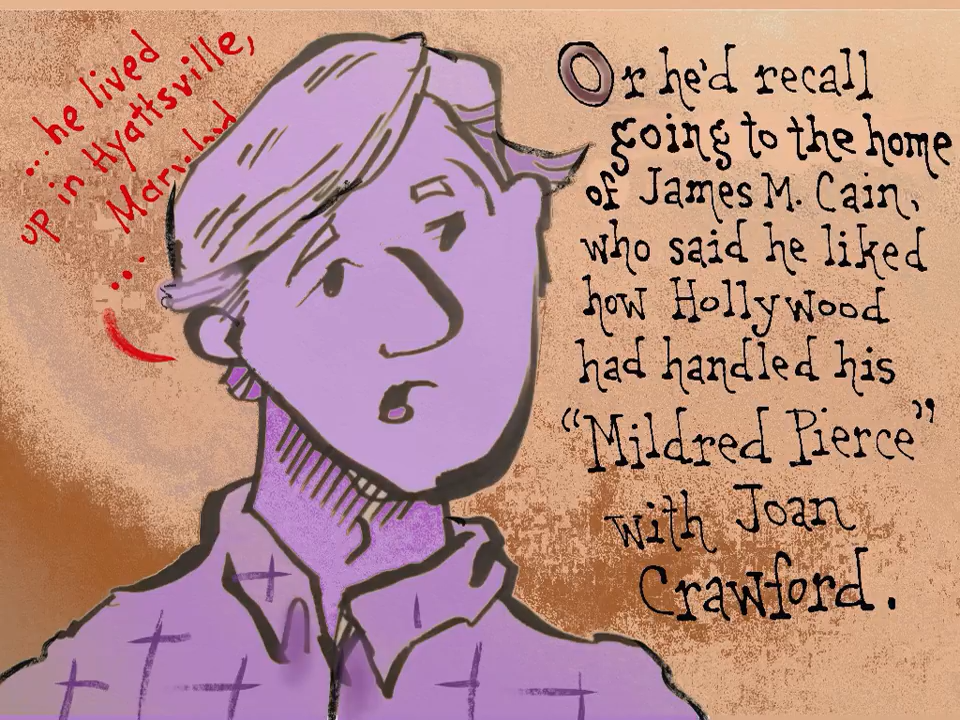 ...he lived
up in Hyattsville,
Maryland
...
Or he'd recall
going to the home
of James M. Cain,
who said he liked
how Hollywood
had handled his
“Mildred Pierce”
with Joan
Crawford.